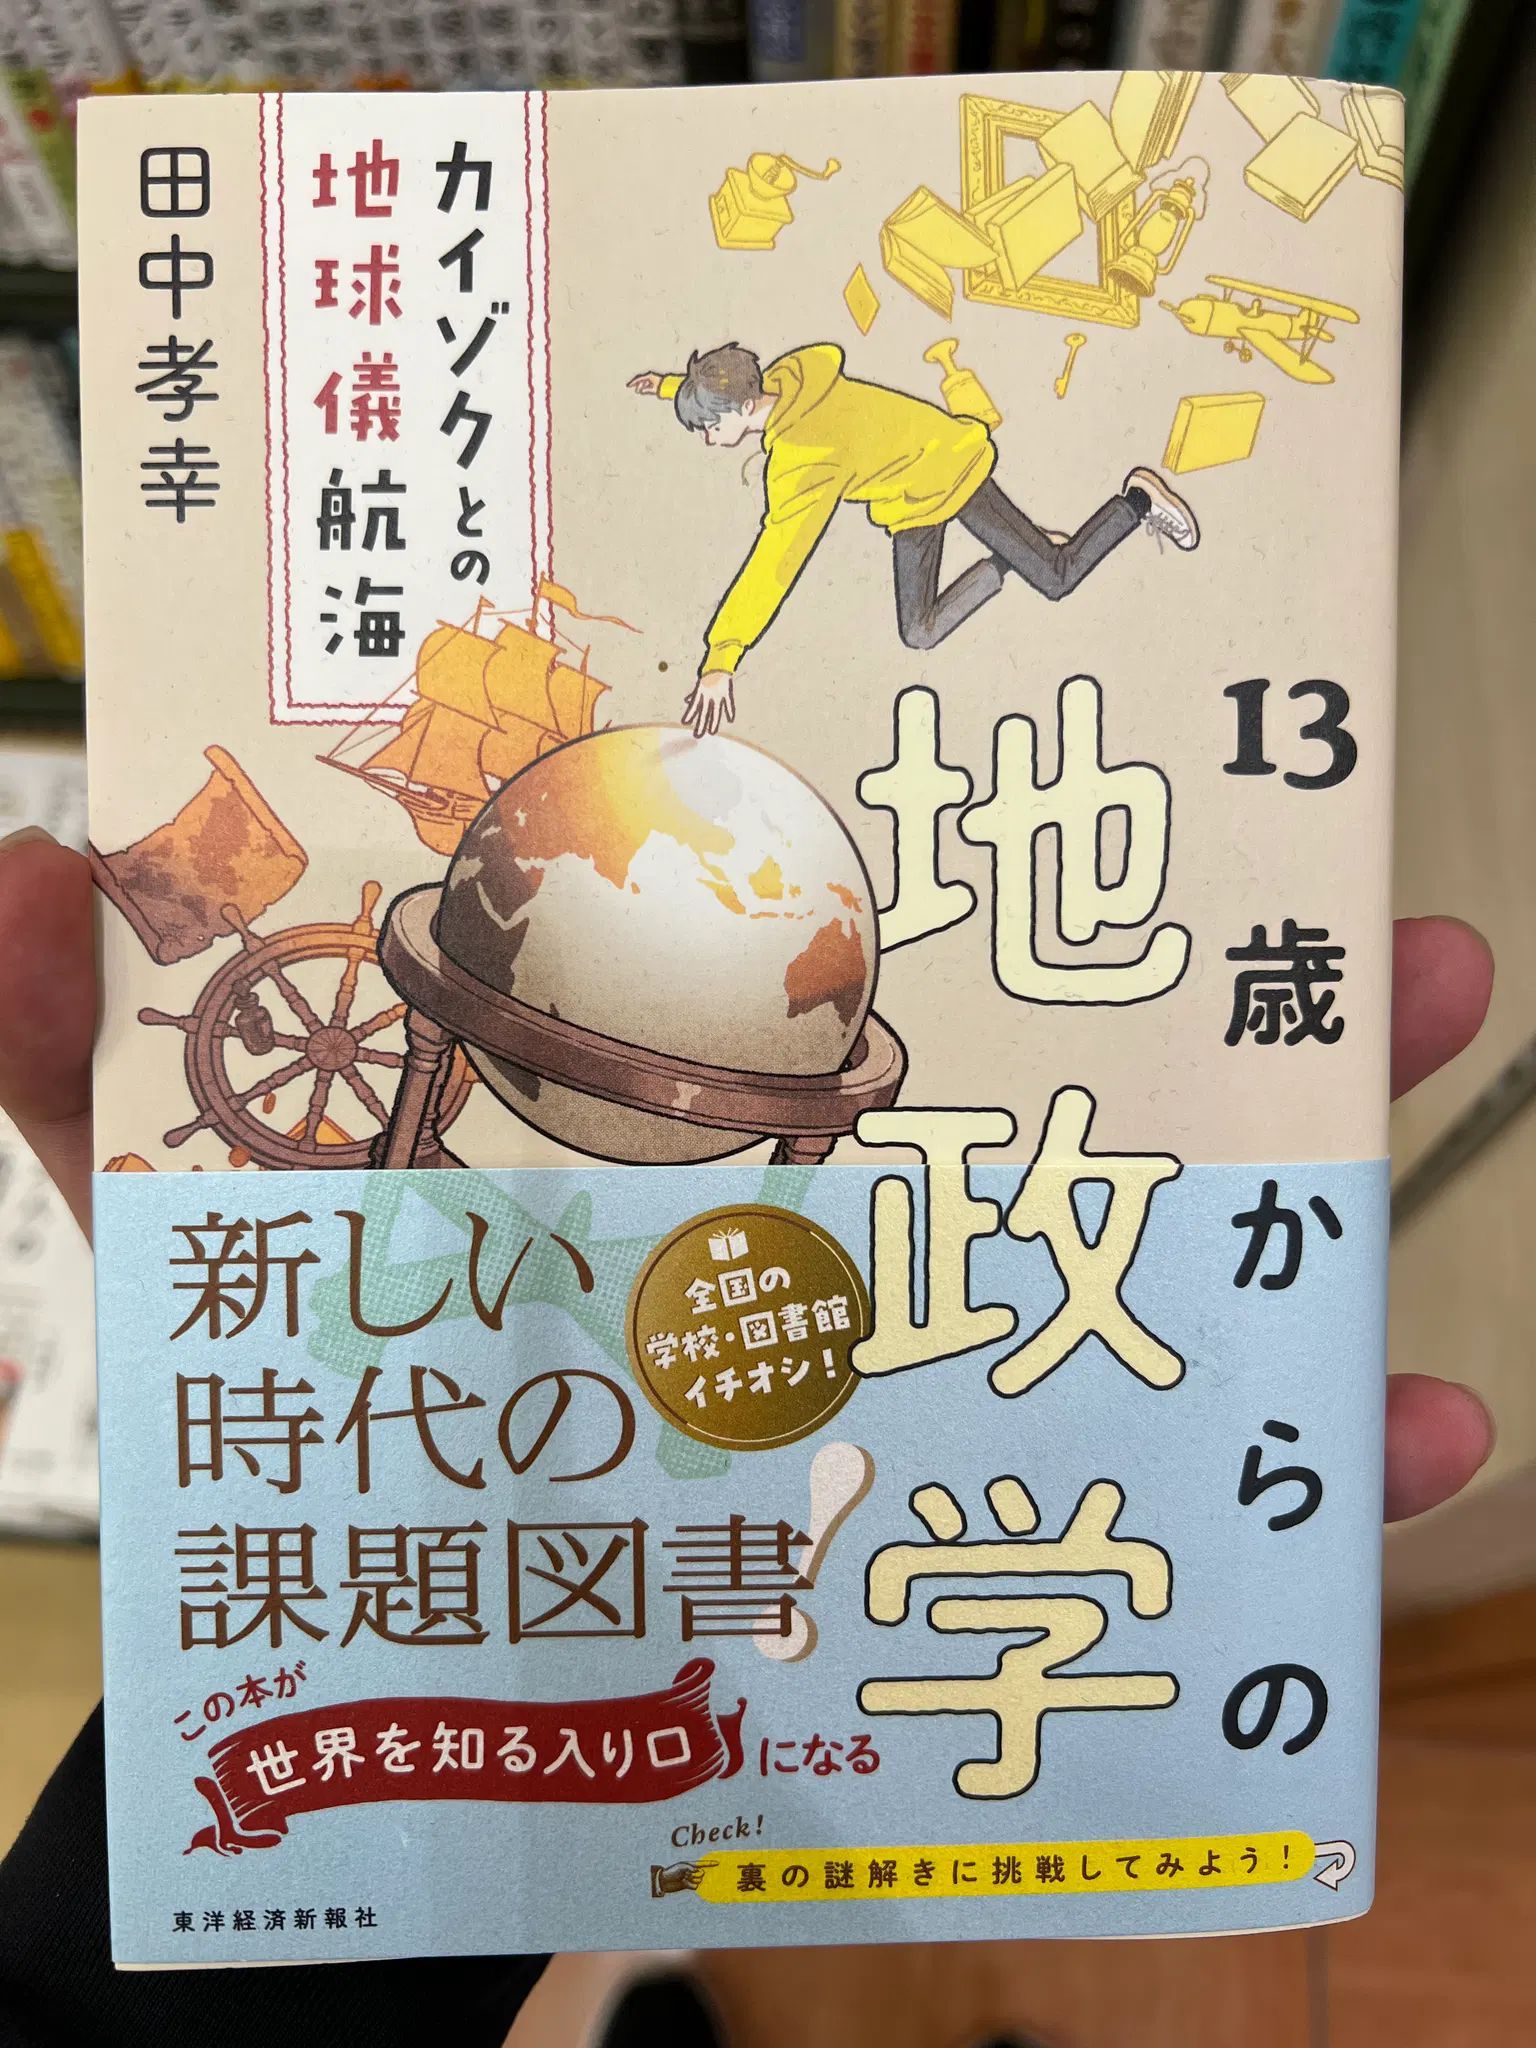 13歳からの
地政学
カイゾクとの
地球儀航海
田中孝幸
新しい
時代の
課題図書!
全国の
学校・図書館
イチオシ!
この本が
世界を知る入り口
になる
Check!
裏の謎解きに挑戦してみよう!
東洋経済新報社